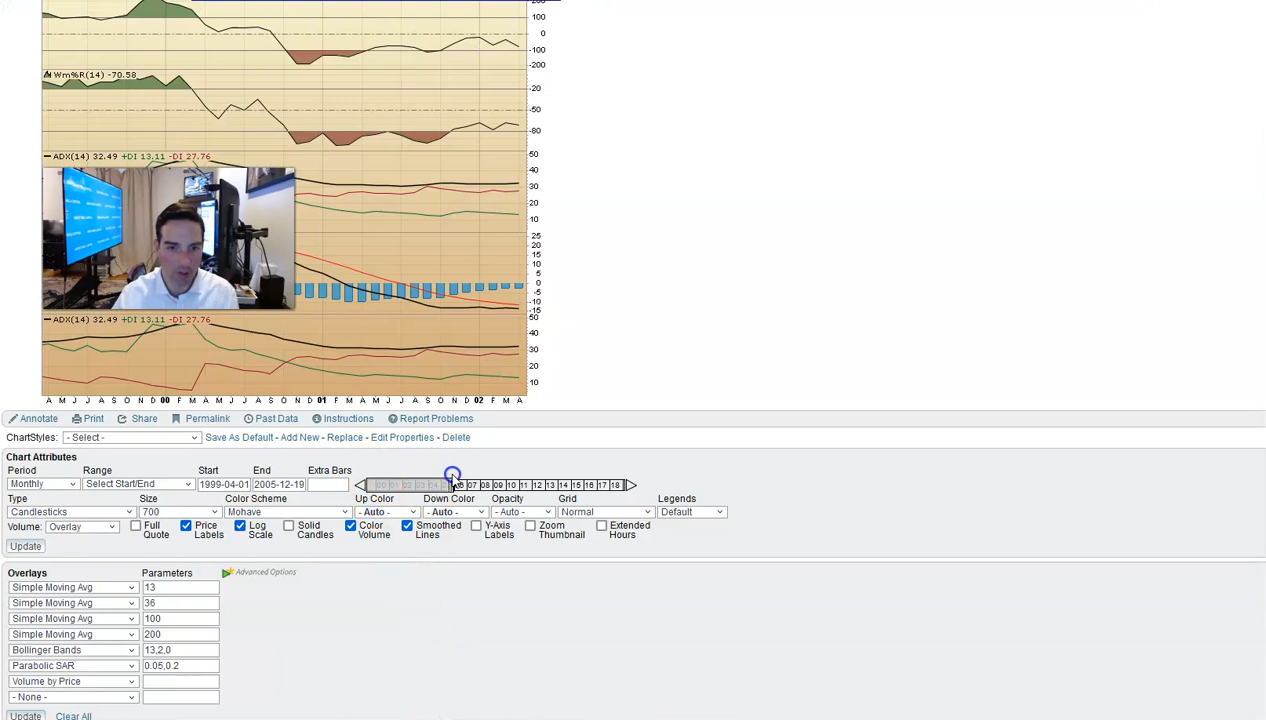 200
100
0
-100
-200
Wm%R(14) -70.58
-20
-50
-80
ADX(14) 32.49 +DI 13.11 -DI 27.76
50
40
30
20
10
25
20
15
10
5
0
-5
-10
-15
ADX(14) 32.49 +DI 13.11 -DI 27.76
50
40
30
20
10
A M J J A S O N D 00 F M A M J J A S O N D 01 F M A M J J A S O N D 02 F M A
Annotate Print Share Permalink Past Data Instructions Report Problems
ChartStyles: - Select - Save As Default - Add New - Replace - Edit Properties - Delete
Chart Attributes
Period Range Start End Extra Bars
Monthly Select Start/End 1999-04-01 2005-12-19 00 01 02 03 04 07 08 09 10 11 12 13 14 15 16 17 18
Type Size Color Scheme Up Color Down Color Opacity Grid Legends
Candlesticks 700 Mohave - Auto - - Auto - - Auto - Normal Default
Volume: Overlay Full Quote Price Labels Log Scale Solid Candles Color Volume Smoothed Lines Y-Axis Labels Zoom Thumbnail Extended Hours
Update
Overlays Parameters Advanced Options
Simple Moving Avg 13
Simple Moving Avg 36
Simple Moving Avg 100
Simple Moving Avg 200
Bollinger Bands 13,2,0
Parabolic SAR 0.05,0.2
Volume by Price
- None -
Update Clear All